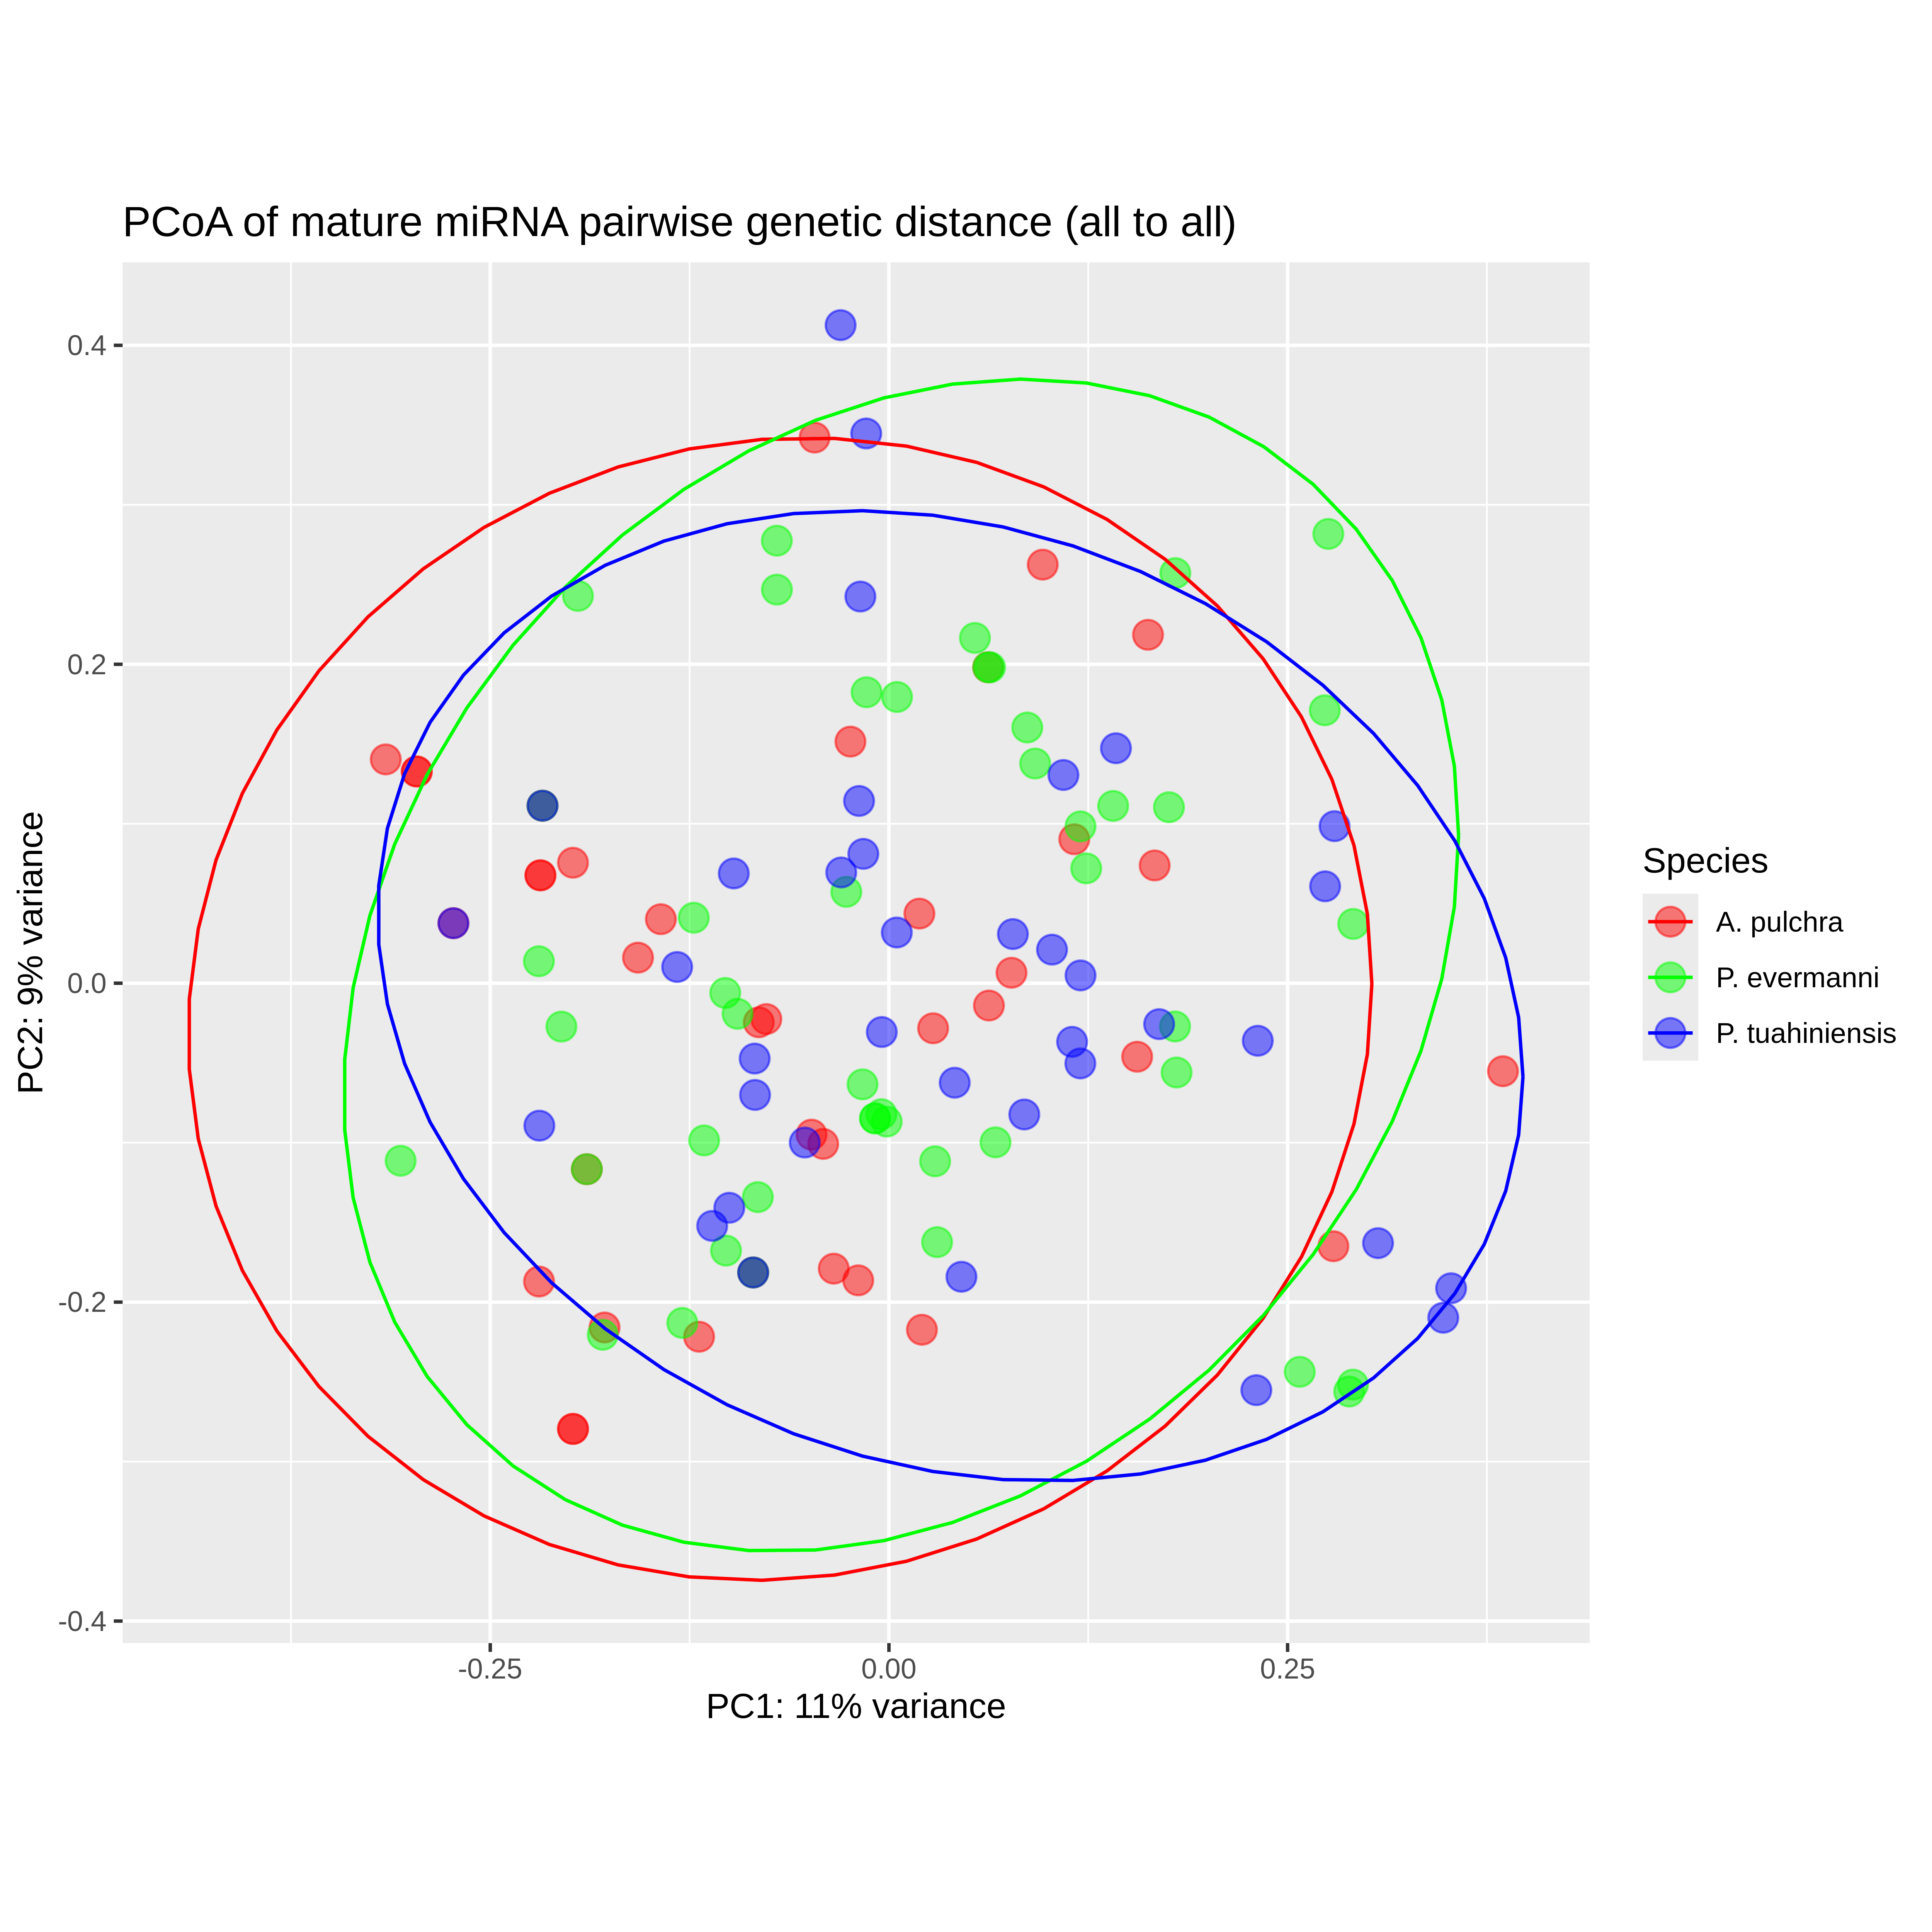 PCoA of mature miRNA pairwise genetic distance (all to all)
0.4
0.2
0.0
-0.2
-0.4
PC2: 9% variance
-0.25
0.00
0.25
PC1: 11% variance
Species
A. pulchra
P. evermanni
P. tuahiniensis